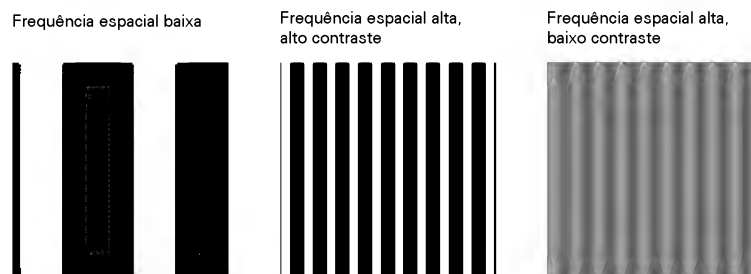 Frequência espacial baixa
Frequência espacial alta,
alto contraste
Frequência espacial alta,
baixo contraste